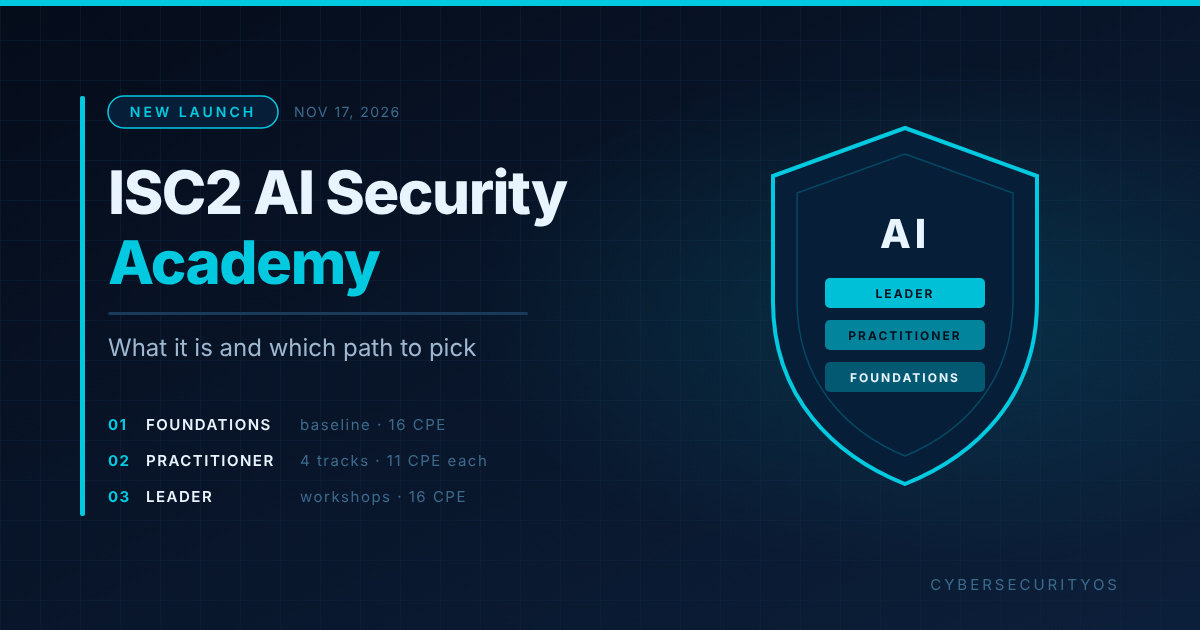 NEW LAUNCH NOV 17, 2026
ISC2 AI Security
Academy
What it is and which path to pick
01 FOUNDATIONS baseline · 16 CPE
02 PRACTITIONER 4 tracks · 11 CPE each
03 LEADER workshops · 16 CPE
AI
LEADER
PRACTITIONER
FOUNDATIONS
CYBERSECURITYOS